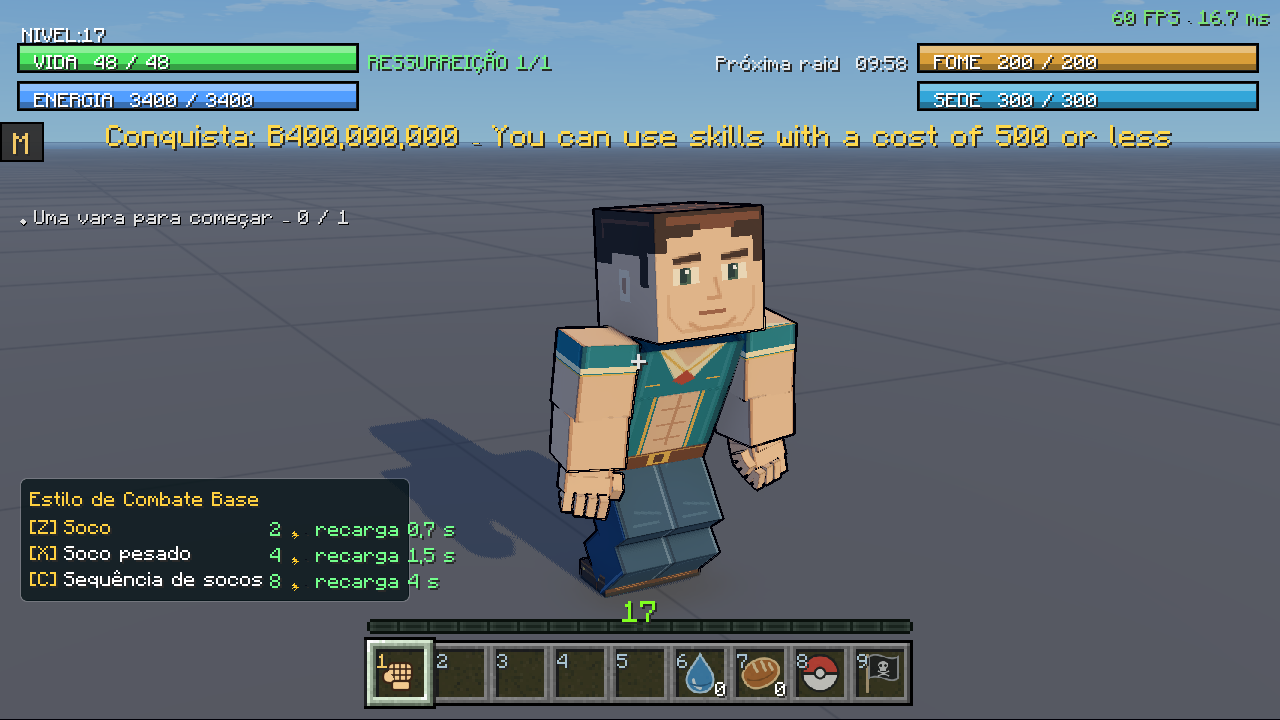 60 FPS · 16.7 ms
NIVEL:17
VIDA 48 / 48
RESSURREIÇÃO 1/1
Próxima raid 09:58
FOME 200 / 200
ENERGIA 3400 / 3400
SEDE 300 / 300
M
Conquista: B400,000,000 - You can use skills with a cost of 500 or less
Uma vara para começar - 0 / 1
Estilo de Combate Base
[Z] Soco 2 recarga 0,7 s
[X] Soco pesado 4 recarga 1,5 s
[C] Sequência de socos 8 recarga 4 s
17
1 2 3 4 5 6 7 8 9
0 0